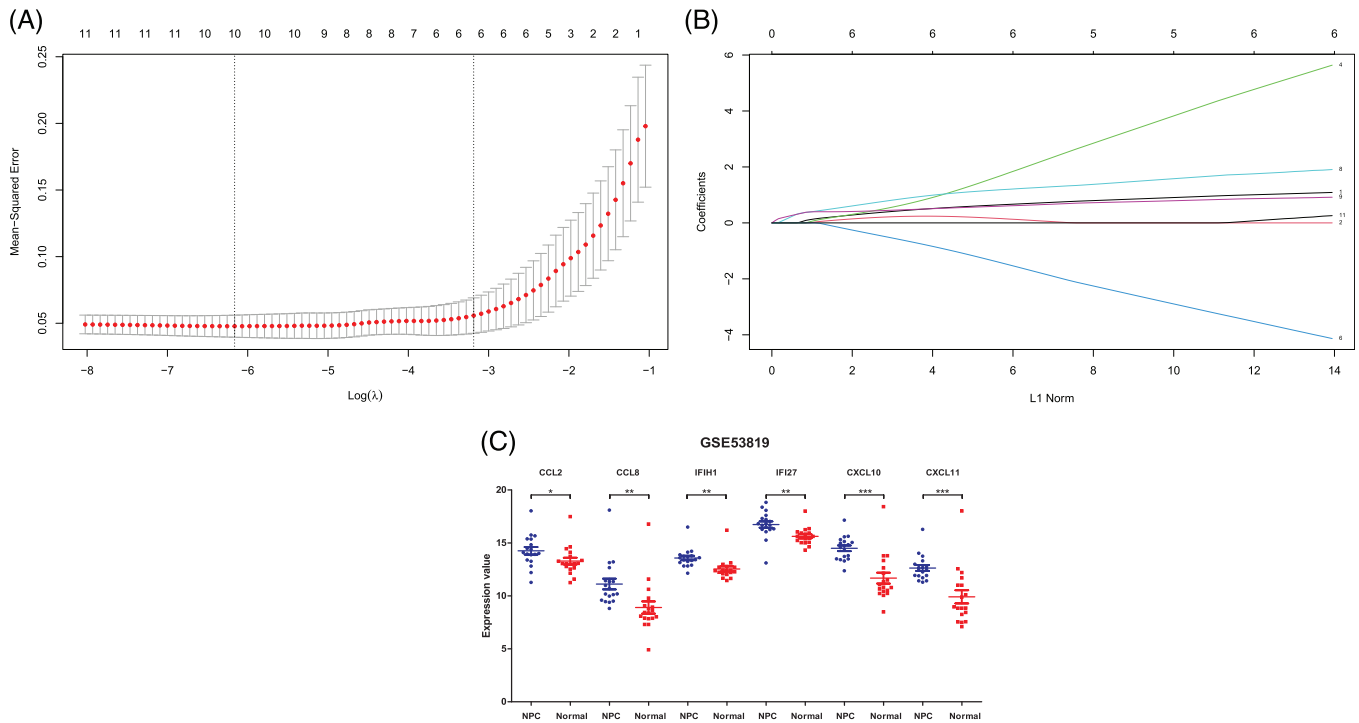 (A)
11 11 11 11 10 10 10 10 9 8 8 8 7 6 6 6 6 6 5 3 2 2 1
0.25
0.20
0.15
0.10
0.05
Mean-Squared Error
−8 −7 −6 −5 −4 −3 −2 −1
Log(λ)
(B)
0 6 6 6 5 5 6 6
6
4
2
0
−2
−4
Coefficients
4
8
1
9
11
2
6
0 2 4 6 8 10 12 14
L1 Norm
(C)
GSE53819
CCL2 CCL8 IFIH1 IFI27 CXCL10 CXCL11
* ** ** ** *** ***
20
15
10
5
0
Expression value
NPC Normal NPC Normal NPC Normal NPC Normal NPC Normal NPC Normal